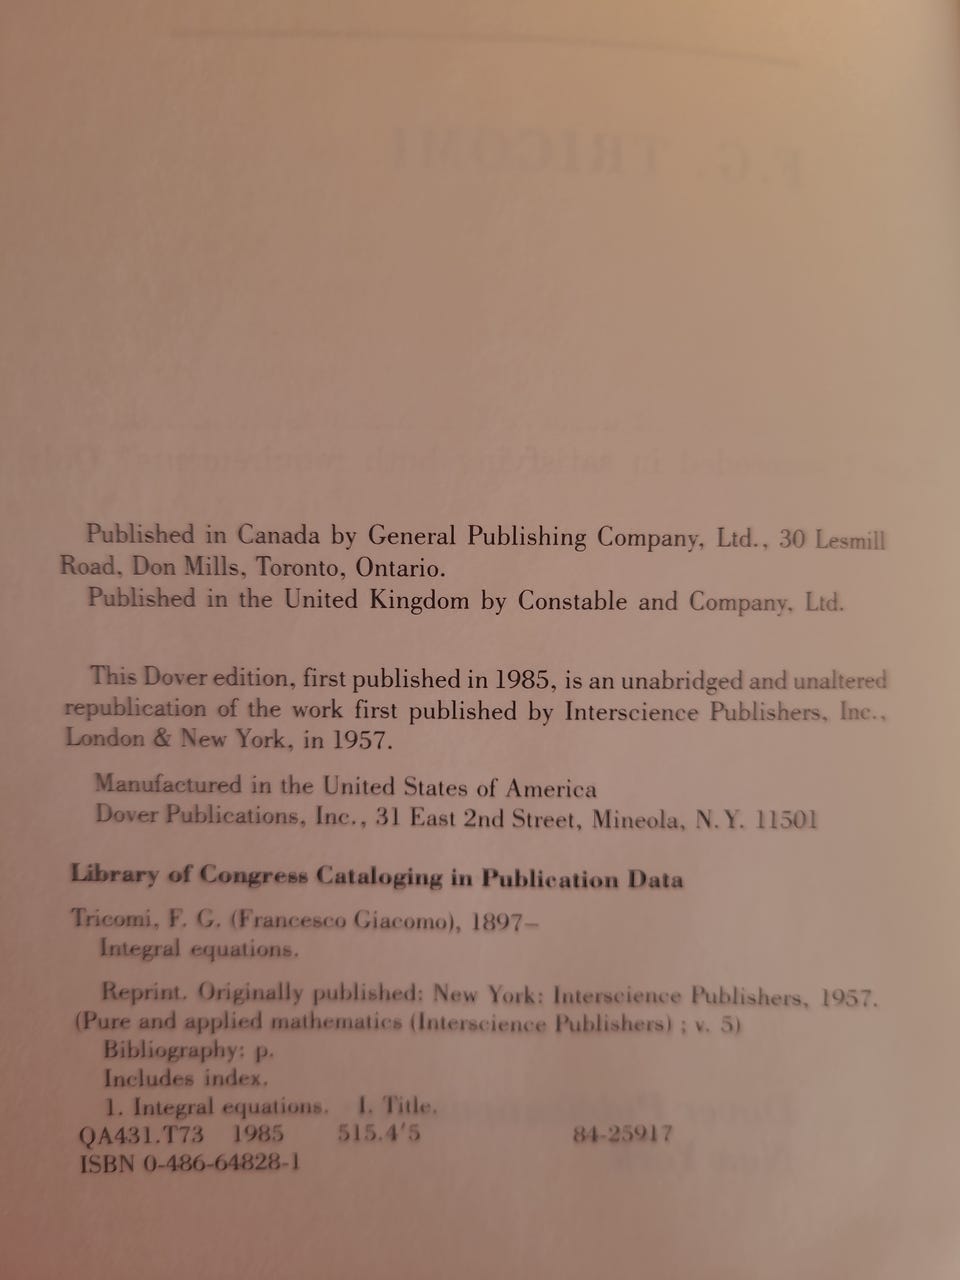 F.G. TRICOMI
Published in Canada by General Publishing Company, Ltd., 30 Lesmill
Road, Don Mills, Toronto, Ontario.
Published in the United Kingdom by Constable and Company, Ltd.
This Dover edition, first published in 1985, is an unabridged and unaltered
republication of the work first published by Interscience Publishers, Inc.,
London & New York, in 1957.
Manufactured in the United States of America
Dover Publications, Inc., 31 East 2nd Street, Mineola, N.Y. 11501
Library of Congress Cataloging in Publication Data
Tricomi, F. G. (Francesco Giacomo), 1897–
Integral equations.
Reprint. Originally published: New York: Interscience Publishers, 1957.
(Pure and applied mathematics (Interscience Publishers) ; v. 5)
Bibliography: p.
Includes index.
1. Integral equations. I. Title.
QA431.T73 1985 515.4'5 84-25917
ISBN 0-486-64828-1